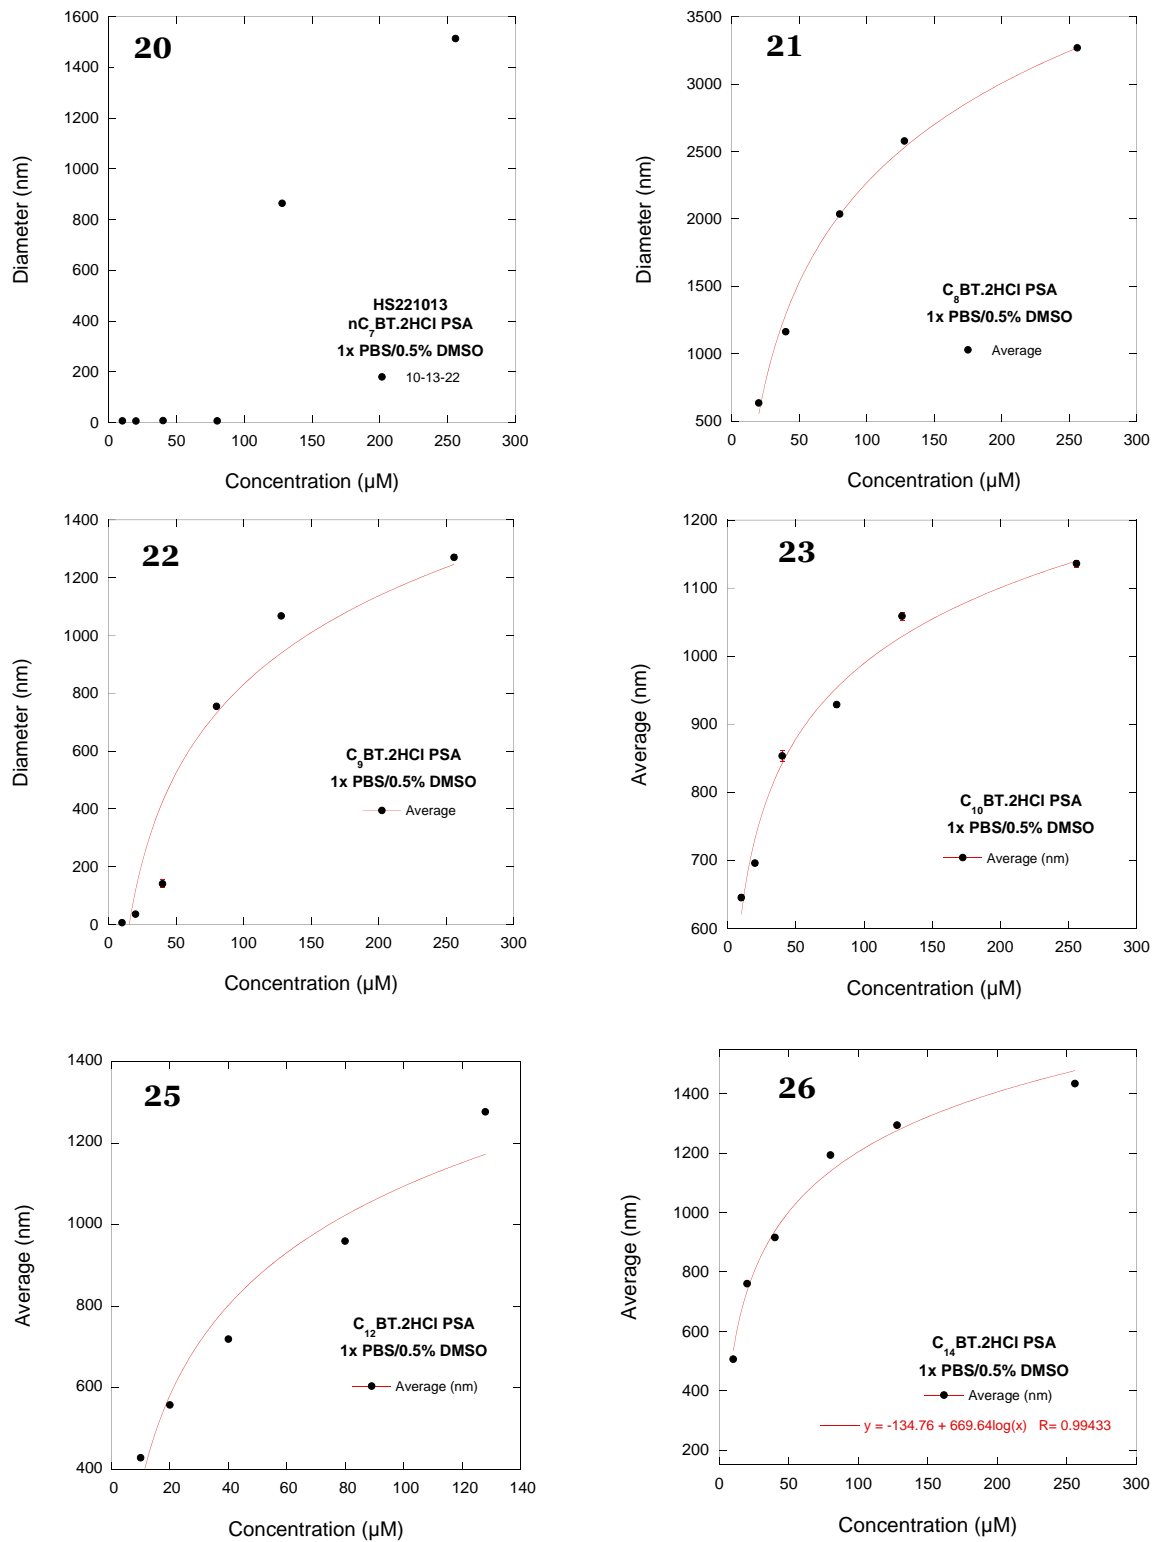 20
1600
1400
1200
1000
800
600
400
200
0
0 50 100 150 200 250 300
Diameter (nm)
Concentration (µM)
HS221013
nC7BT.2HCl PSA
1x PBS/0.5% DMSO
10-13-22
21
3500
3000
2500
2000
1500
1000
500
0 50 100 150 200 250 300
Diameter (nm)
Concentration (µM)
C8BT.2HCl PSA
1x PBS/0.5% DMSO
Average
22
1400
1200
1000
800
600
400
200
0
0 50 100 150 200 250 300
Diameter (nm)
Concentration (µM)
C9BT.2HCl PSA
1x PBS/0.5% DMSO
Average
23
1200
1100
1000
900
800
700
600
0 50 100 150 200 250 300
Average (nm)
Concentration (µM)
C10BT.2HCl PSA
1x PBS/0.5% DMSO
Average (nm)
25
1400
1200
1000
800
600
400
0 20 40 60 80 100 120 140
Average (nm)
Concentration (µM)
C12BT.2HCl PSA
1x PBS/0.5% DMSO
Average (nm)
26
1400
1200
1000
800
600
400
200
0 50 100 150 200 250 300
Average (nm)
Concentration (µM)
C14BT.2HCl PSA
1x PBS/0.5% DMSO
Average (nm)
y = -134.76 + 669.64log(x) R= 0.99433